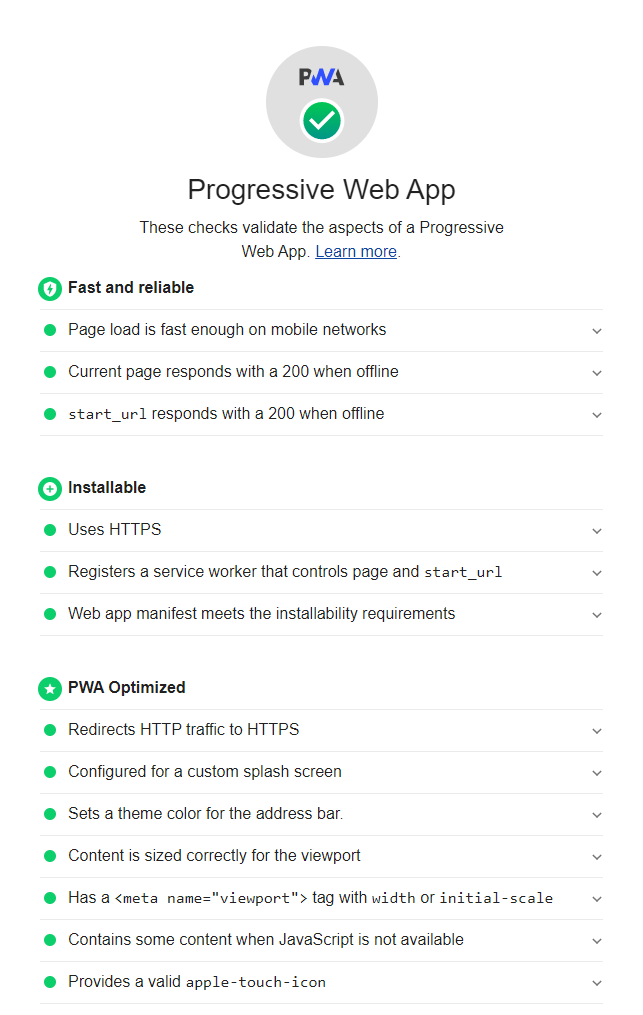 PWA
Progressive Web App
These checks validate the aspects of a Progressive
Web App. Learn more.
Fast and reliable
Page load is fast enough on mobile networks
Current page responds with a 200 when offline
start_url responds with a 200 when offline
Installable
Uses HTTPS
Registers a service worker that controls page and start_url
Web app manifest meets the installability requirements
PWA Optimized
Redirects HTTP traffic to HTTPS
Configured for a custom splash screen
Sets a theme color for the address bar.
Content is sized correctly for the viewport
Has a <meta name="viewport"> tag with width or initial-scale
Contains some content when JavaScript is not available
Provides a valid apple-touch-icon